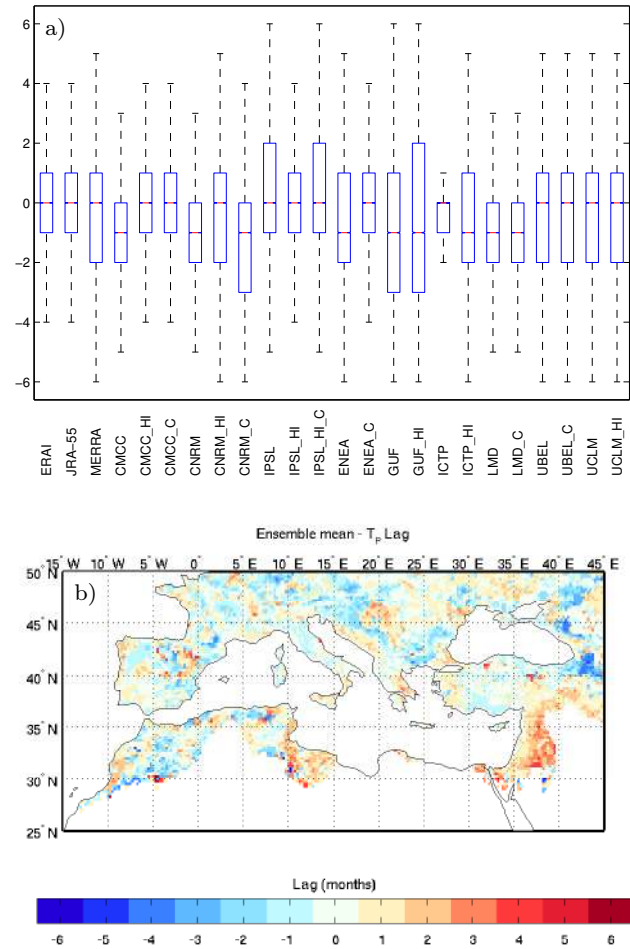 a)
6
4
2
0
-2
-4
-6
ERAI
JRA-55
MERRA
CMCC
CMCC_HI
CMCC_C
CNRM
CNRM_HI
CNRM_C
IPSL
IPSL_HI
IPSL_HI_C
ENEA
ENEA_C
GUF
GUF_HI
ICTP
ICTP_HI
LMD
LMD_C
UBEL
UBEL_C
UCLM
UCLM_HI
Ensemble mean - Tp Lag
15° W 10° W 5° W 0° 5° E 10° E 15° E 20° E 25° E 30° E 35° E 40° E 45° E
b)
50° N
45° N
40° N
35° N
30° N
25° N
Lag (months)
-6 -5 -4 -3 -2 -1 0 1 2 3 4 5 6